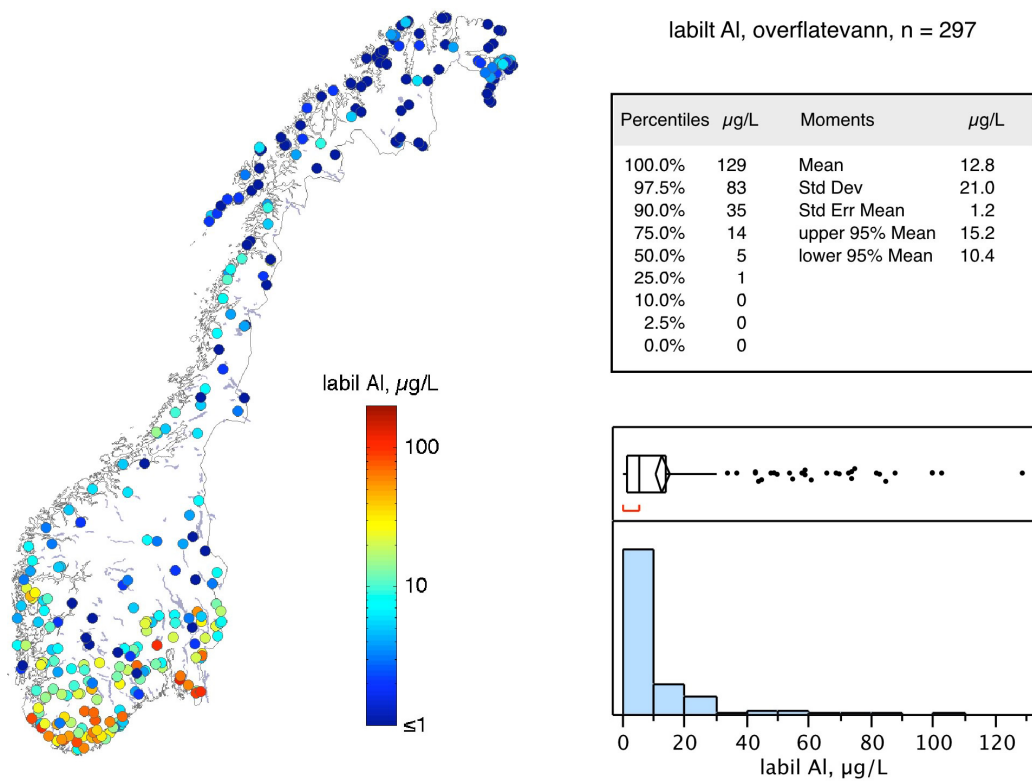 labilt Al, overflatevann, n = 297
Percentiles µg/L Moments µg/L
100.0% 129 Mean 12.8
97.5% 83 Std Dev 21.0
90.0% 35 Std Err Mean 1.2
75.0% 14 upper 95% Mean 15.2
50.0% 5 lower 95% Mean 10.4
25.0% 1
10.0% 0
2.5% 0
0.0% 0
labil Al, µg/L
100
10
≤1
0 20 40 60 80 100 120
labil Al, µg/L